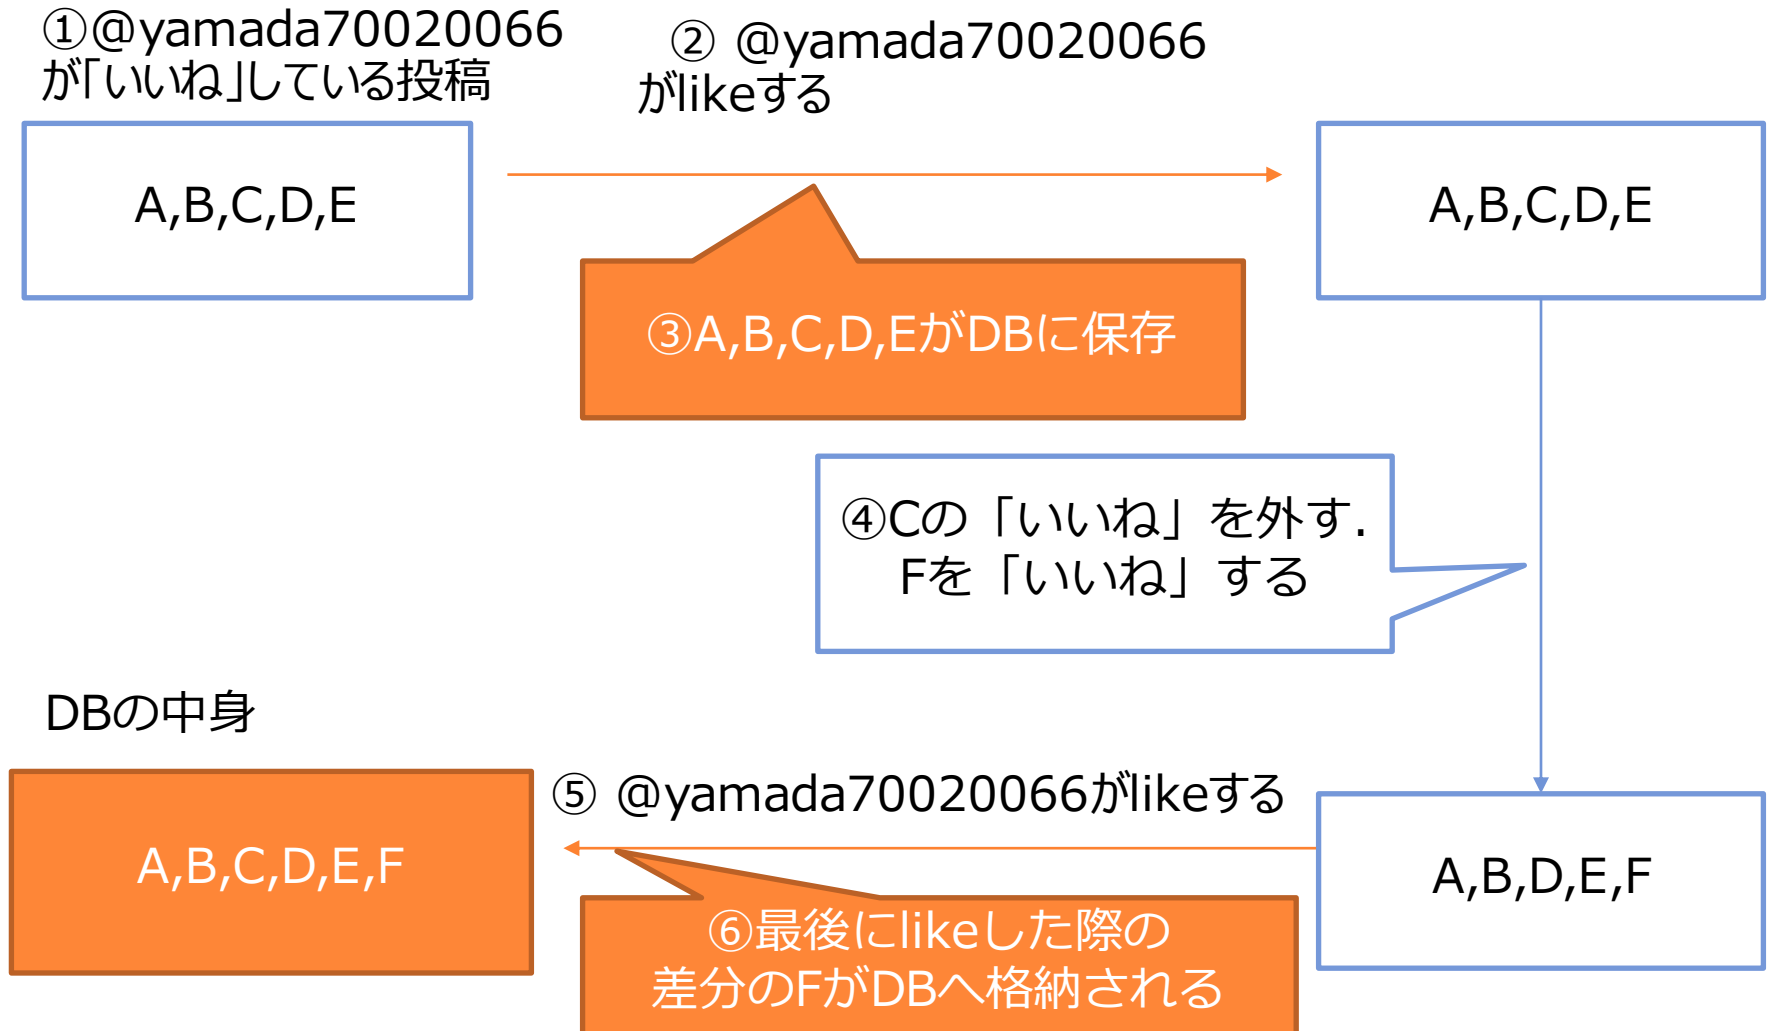 ①@yamada70020066
が「いいね」している投稿
② @yamada70020066
がlikeする
A,B,C,D,E
A,B,C,D,E
③A,B,C,D,EがDBに保存
④Cの「いいね」を外す.
Fを「いいね」する
DBの中身
⑤ @yamada70020066がlikeする
A,B,C,D,E,F
A,B,D,E,F
⑥最後にlikeした際の
差分のFがDBへ格納される